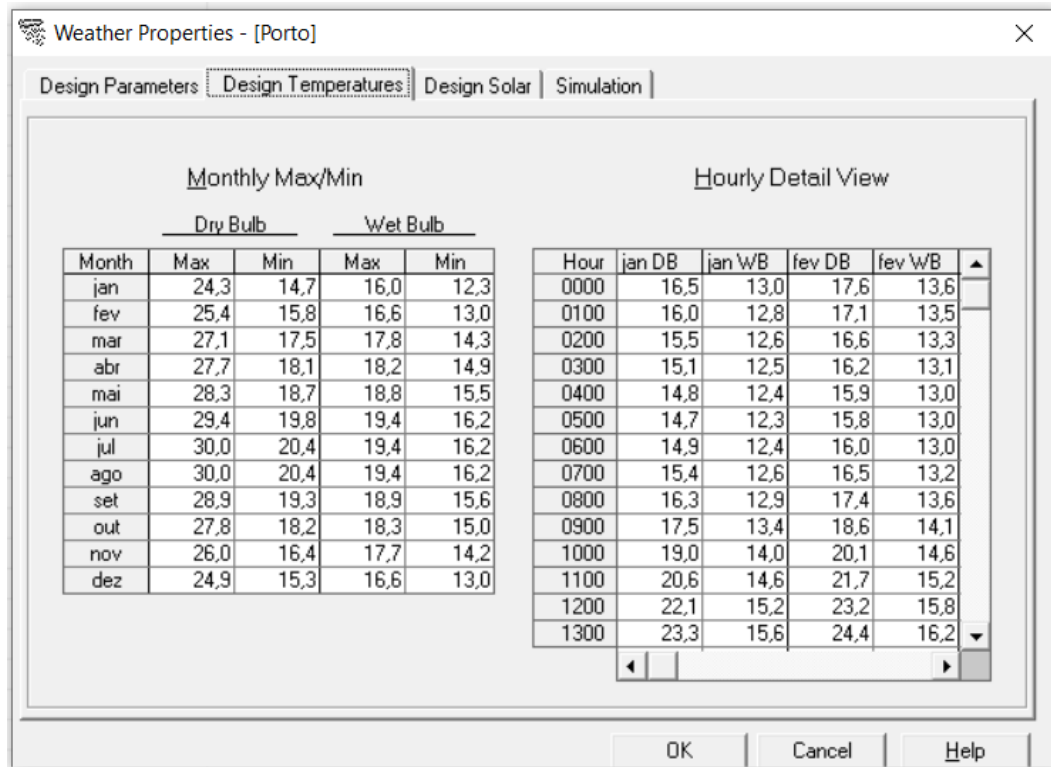 Weather Properties - [Porto]
Design Parameters Design Temperatures Design Solar Simulation
Monthly Max/Min
Dry Bulb Wet Bulb
Month Max Min Max Min
jan 24,3 14,7 16,0 12,3
fev 25,4 15,8 16,6 13,0
mar 27,1 17,5 17,8 14,3
abr 27,7 18,1 18,2 14,9
mai 28,3 18,7 18,8 15,5
jun 29,4 19,8 19,4 16,2
jul 30,0 20,4 19,4 16,2
ago 30,0 20,4 19,4 16,2
set 28,9 19,3 18,9 15,6
out 27,8 18,2 18,3 15,0
nov 26,0 16,4 17,7 14,2
dez 24,9 15,3 16,6 13,0
Hourly Detail View
Hour jan DB jan WB fev DB fev WB
0000 16,5 13,0 17,6 13,6
0100 16,0 12,8 17,1 13,5
0200 15,5 12,6 16,6 13,3
0300 15,1 12,5 16,2 13,1
0400 14,8 12,4 15,9 13,0
0500 14,7 12,3 15,8 13,0
0600 14,9 12,4 16,0 13,0
0700 15,4 12,6 16,5 13,2
0800 16,3 12,9 17,4 13,6
0900 17,5 13,4 18,6 14,1
1000 19,0 14,0 20,1 14,6
1100 20,6 14,6 21,7 15,2
1200 22,1 15,2 23,2 15,8
1300 23,3 15,6 24,4 16,2
OK Cancel Help